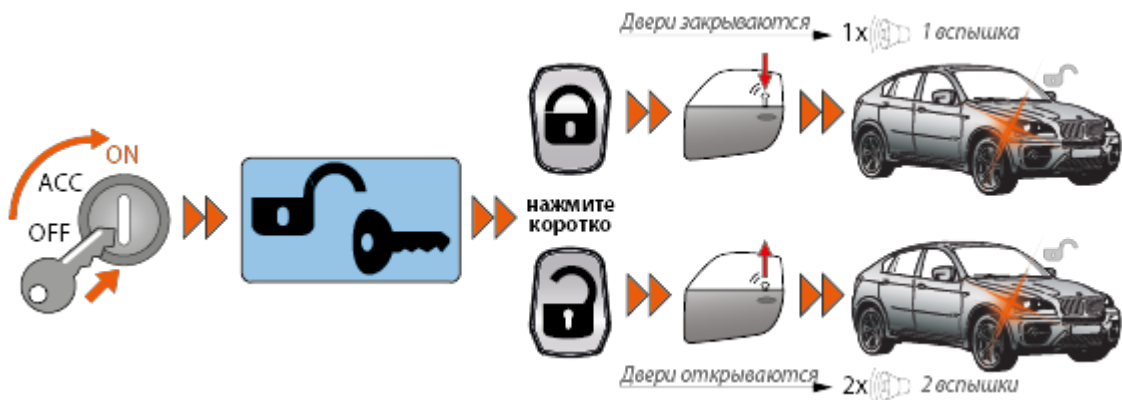 Двери закрываются
1x
1 вспышка
ON
ACC
OFF
нажмите
коротко
Двери открываются
2x
2 вспышки